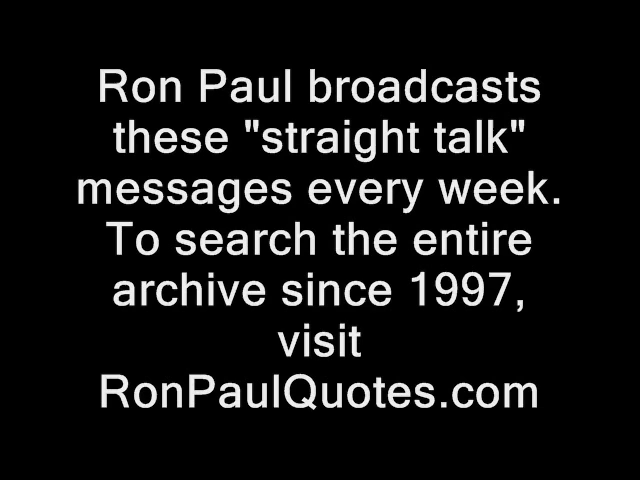 Ron Paul broadcasts
these "straight talk"
messages every week.
To search the entire
archive since 1997,
visit
RonPaulQuotes.com